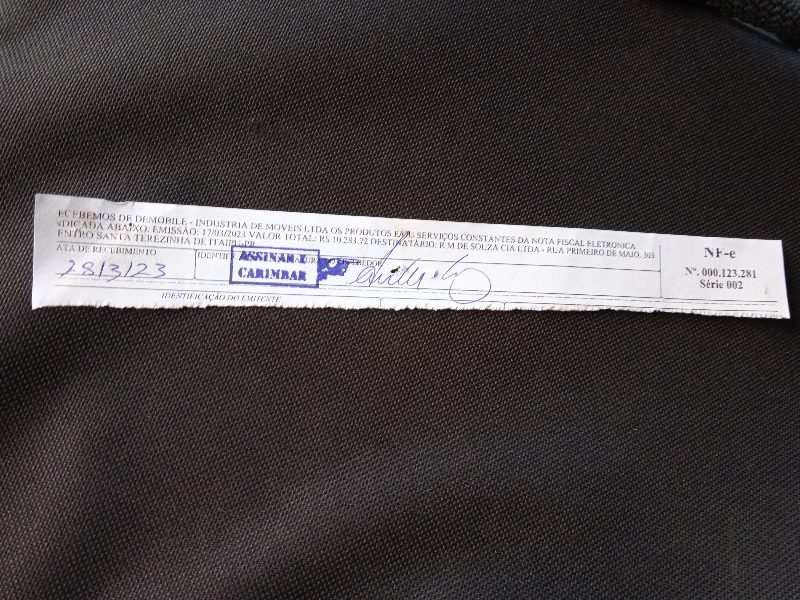 ECEBEMOS DE DEMOBILE - INDUSTRIA DE MOVEIS LTDA OS PRODUTOS E/OU SERVIÇOS CONSTANTES DA NOTA FISCAL ELETRONICA
NDICADA ABAIXO. EMISSÃO: 17/03/2023 VALOR TOTAL: R$ 10.283,72 DESTINATÁRIO: R M DE SOUZA CIA LTDA - RUA PRIMEIRO DE MAIO, 303
ENTRO SANTA TEREZINHA DE ITAIPU-PR
ATA DE RECEBIMENTO
28/3/23
ASSINAR E
CARIMBAR
NF-e
Nº. 000.123.281
Série 002
IDENTIFICAÇÃO DO EMITENTE